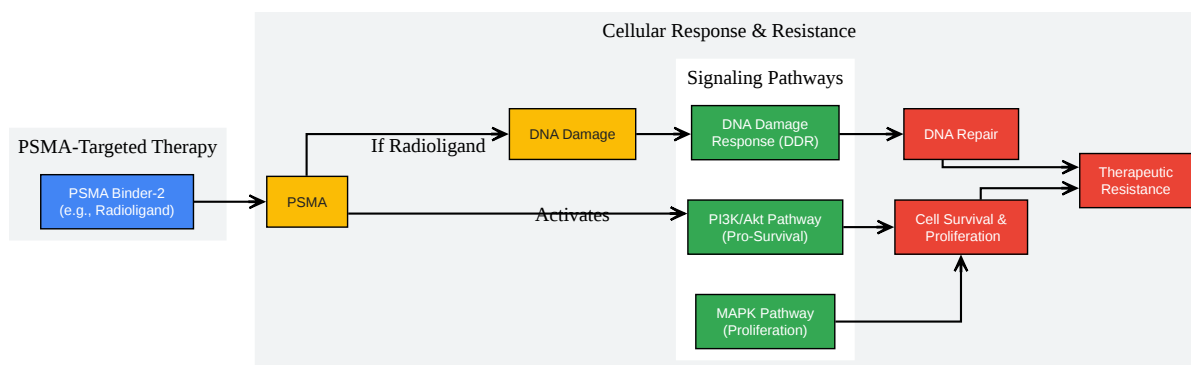 Cellular Response & Resistance
Signaling Pathways
PSMA-Targeted Therapy
PSMA Binder-2
(e.g., Radioligand)
PSMA
If Radioligand
DNA Damage
DNA Damage
Response (DDR)
DNA Repair
Therapeutic
Resistance
Activates
PI3K/Akt Pathway
(Pro-Survival)
Cell Survival &
Proliferation
MAPK Pathway
(Proliferation)